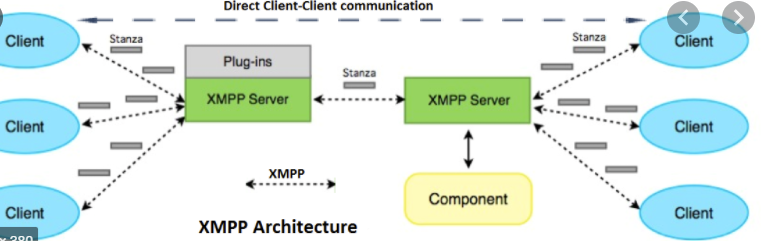 Direct Client-Client communication
Client
Stanza
Stanza
Client
Plug-ins
Stanza
XMPP Server
XMPP Server
Client
Client
XMPP
Component
Client
Client
XMPP Architecture